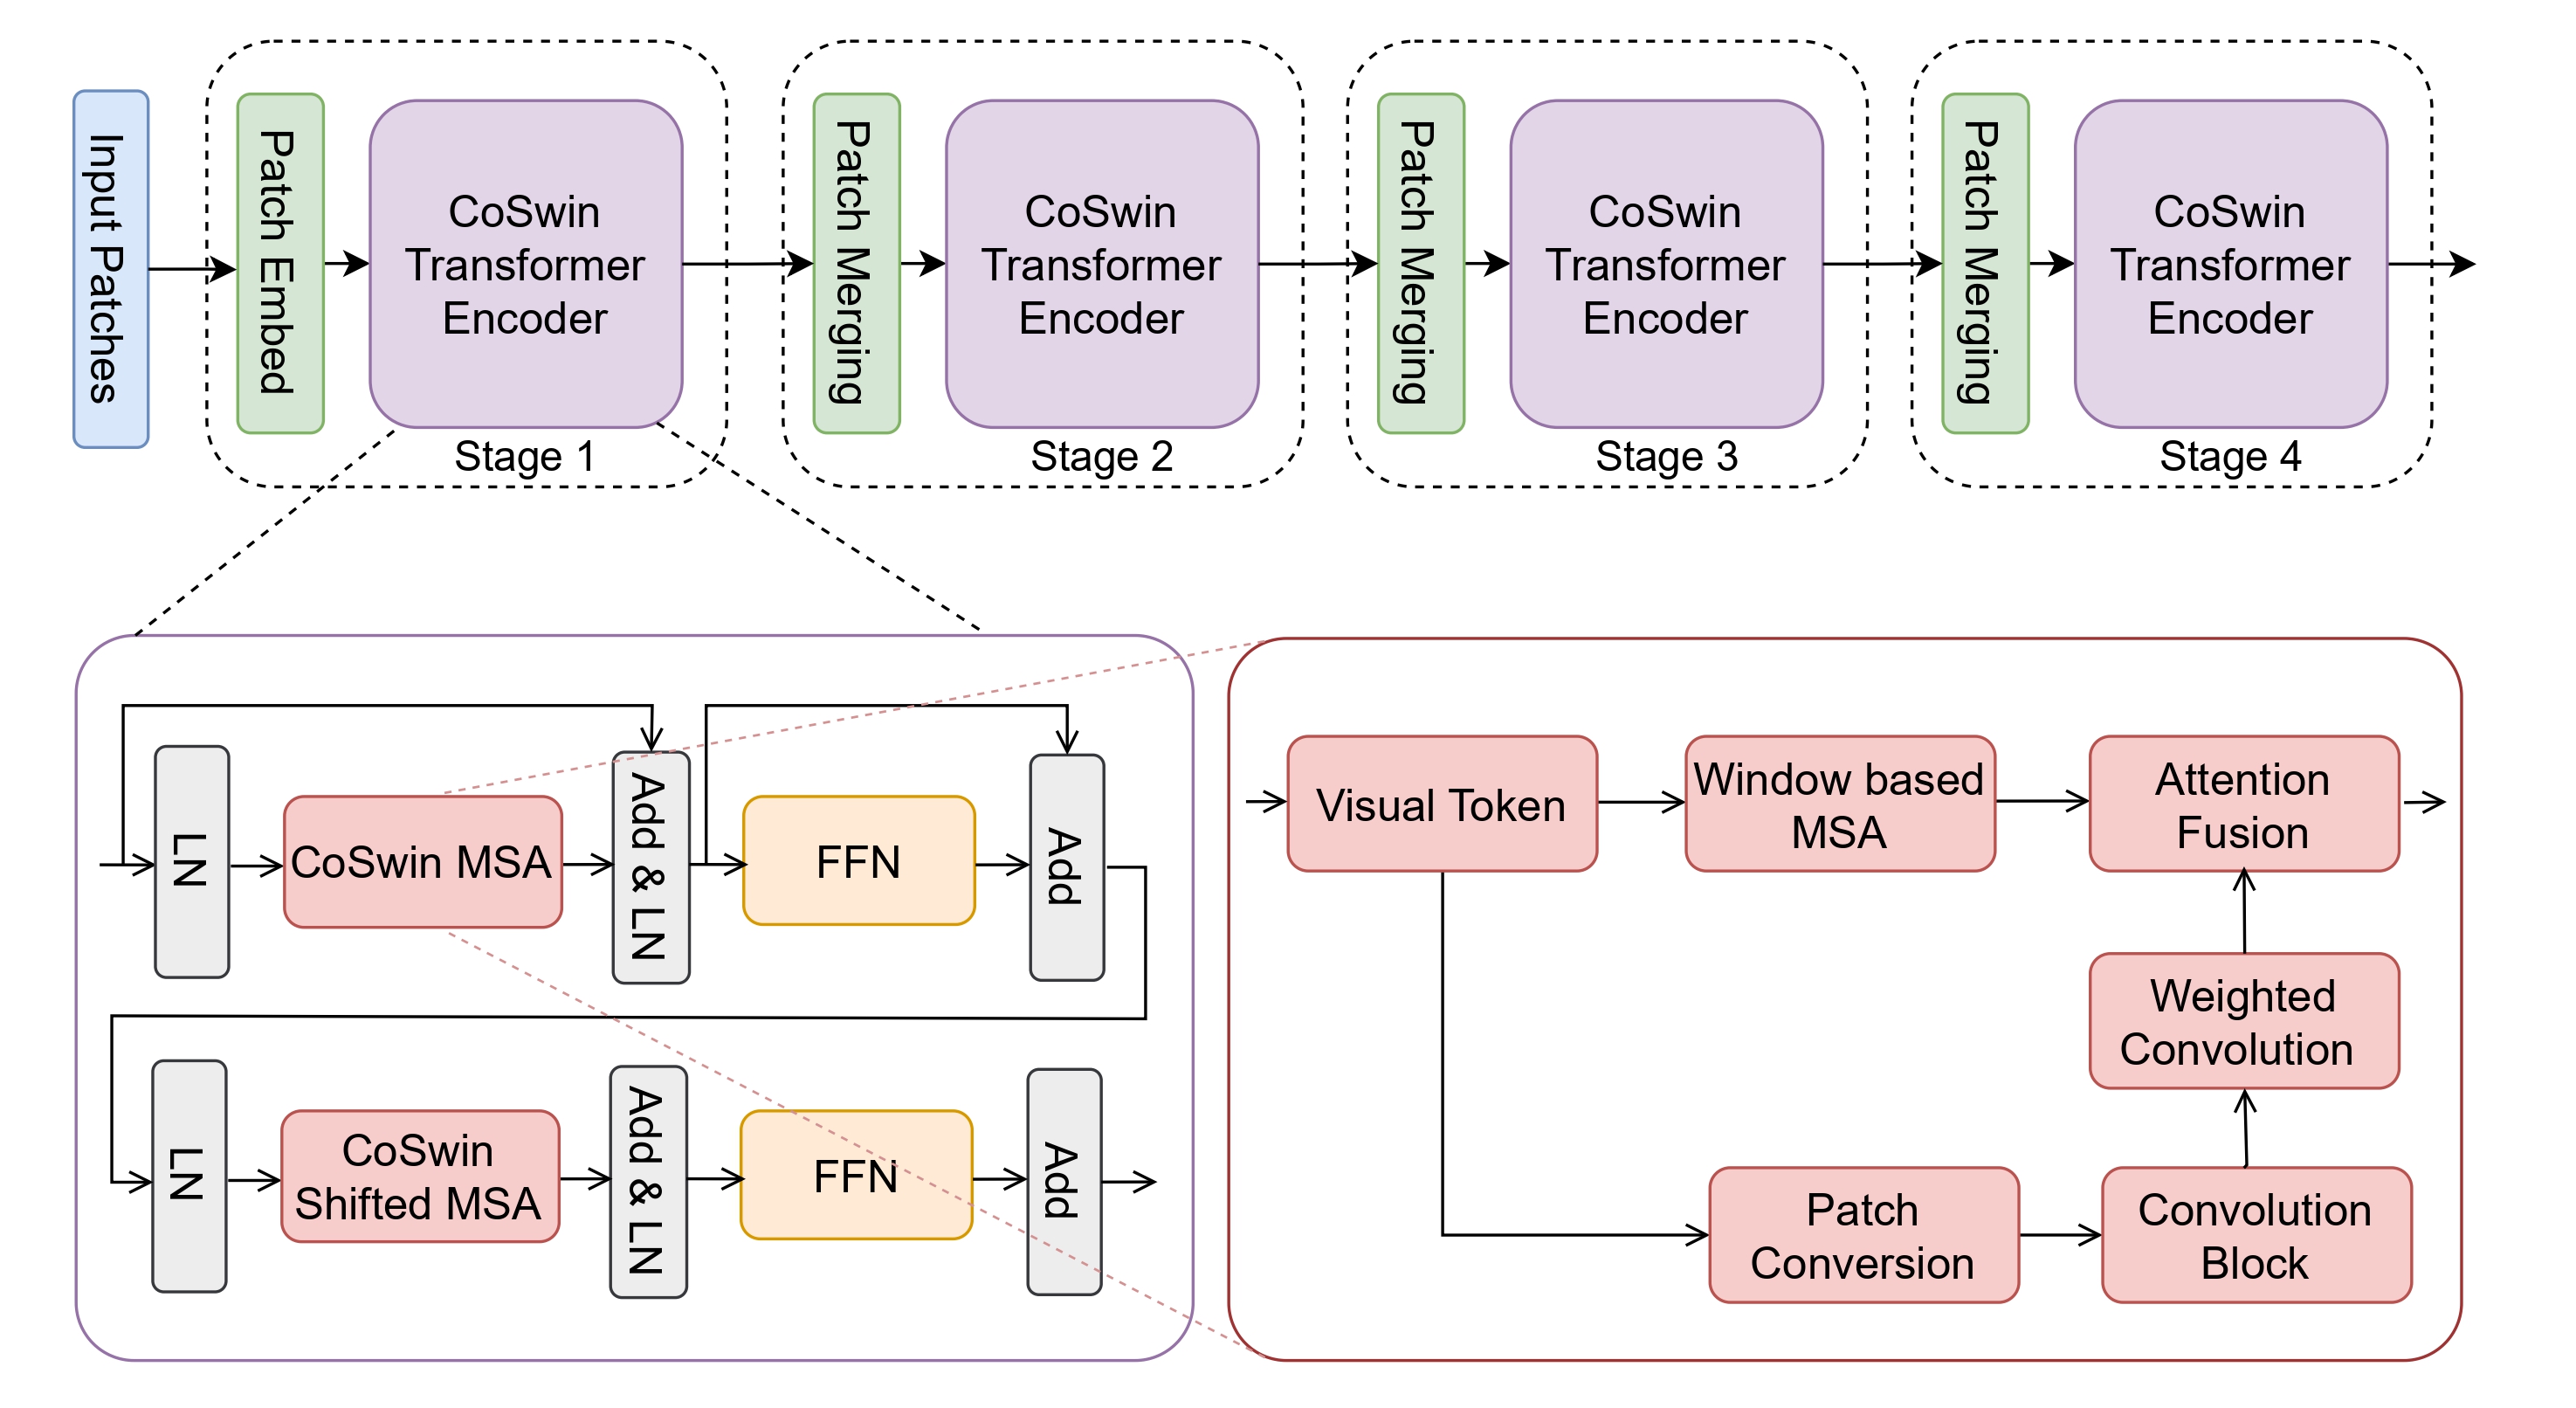 Input Patches
Patch Embed
CoSwin
Transformer
Encoder
Stage 1
Patch Merging
CoSwin
Transformer
Encoder
Stage 2
Patch Merging
CoSwin
Transformer
Encoder
Stage 3
Patch Merging
CoSwin
Transformer
Encoder
Stage 4
LN
CoSwin MSA
Add & LN
FFN
Add
LN
CoSwin
Shifted MSA
Add & LN
FFN
Add
Visual Token
Window based
MSA
Attention
Fusion
Weighted
Convolution
Patch
Conversion
Convolution
Block